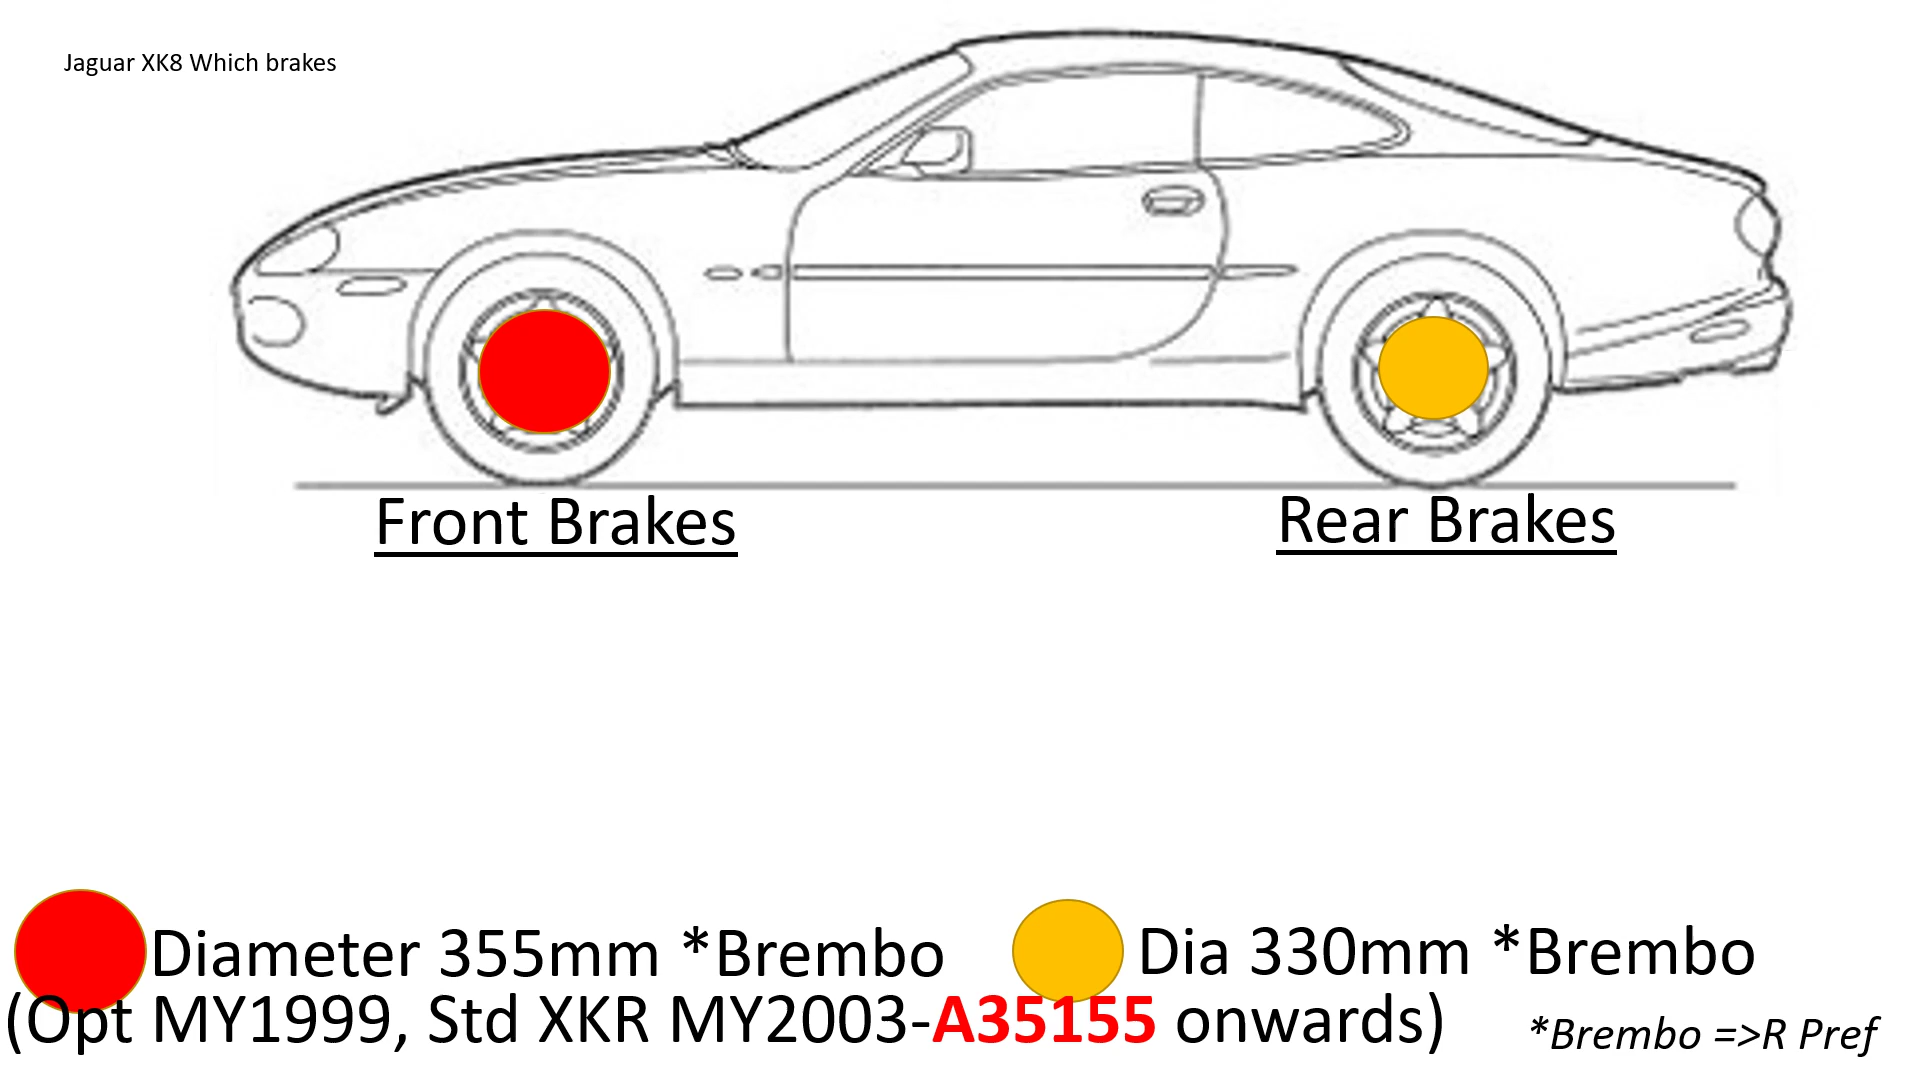 Jaguar XK8 Which brakes
Front Brakes
Rear Brakes
Diameter 355mm *Brembo
Dia 330mm *Brembo
(Opt MY1999, Std XKR MY2003-A35155 onwards)
*Brembo =>R Pref